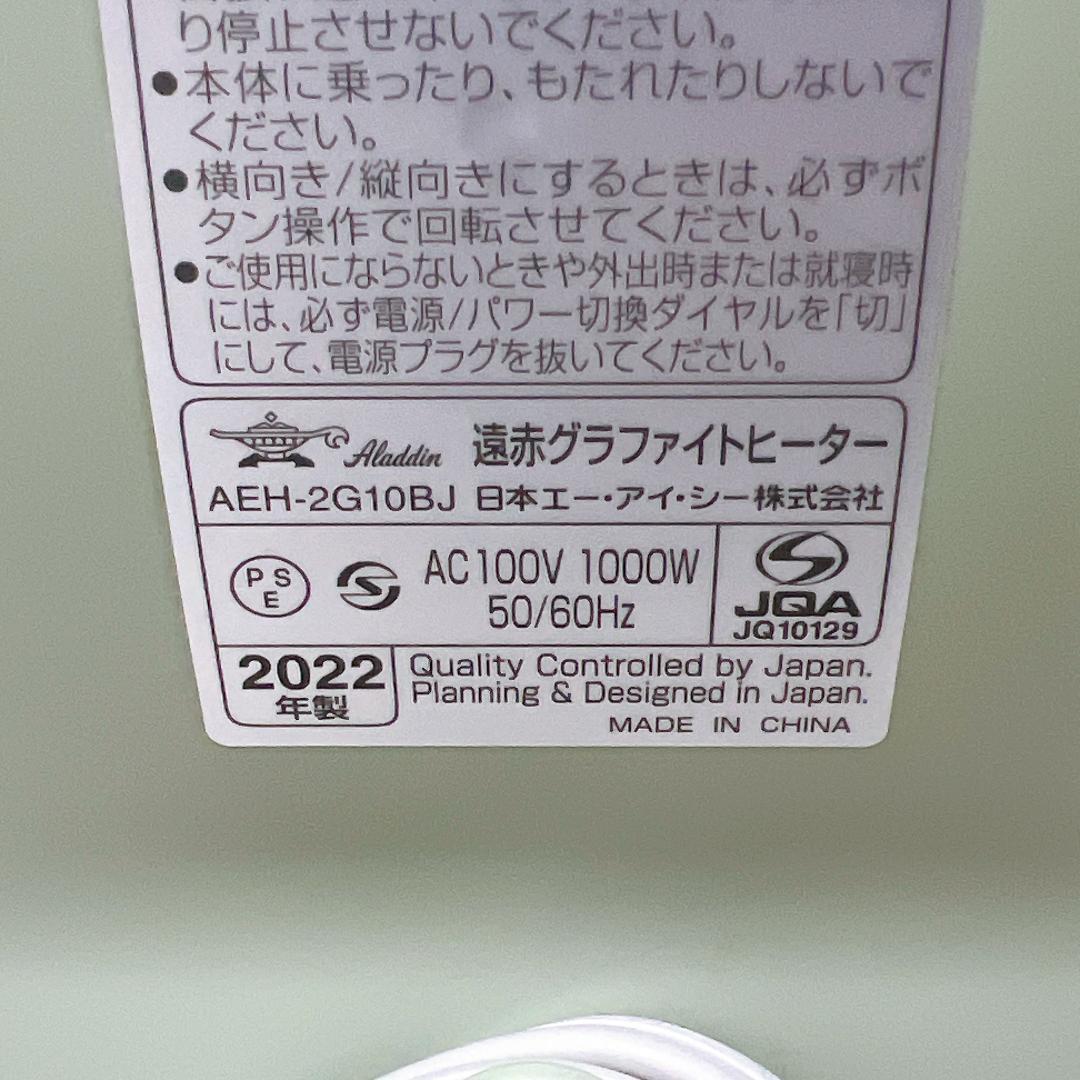 り停止させないでください。
●本体に乗ったり、もたれたりしないで
ください。
●横向き/縦向きにするときは、必ずボ
タン操作で回転させてください。
●ご使用にならないときや外出時または就寝時
には、必ず電源/パワー切換ダイヤルを「切」
にして、電源プラグを抜いてください。
Aladdin 遠赤グラファイトヒーター
AEH-2G10BJ 日本エー・アイ・シー株式会社
PSE
AC100V 1000W
50/60Hz
JQA
JQ10129
2022
年製
Quality Controlled by Japan.
Planning & Designed in Japan.
MADE IN CHINA